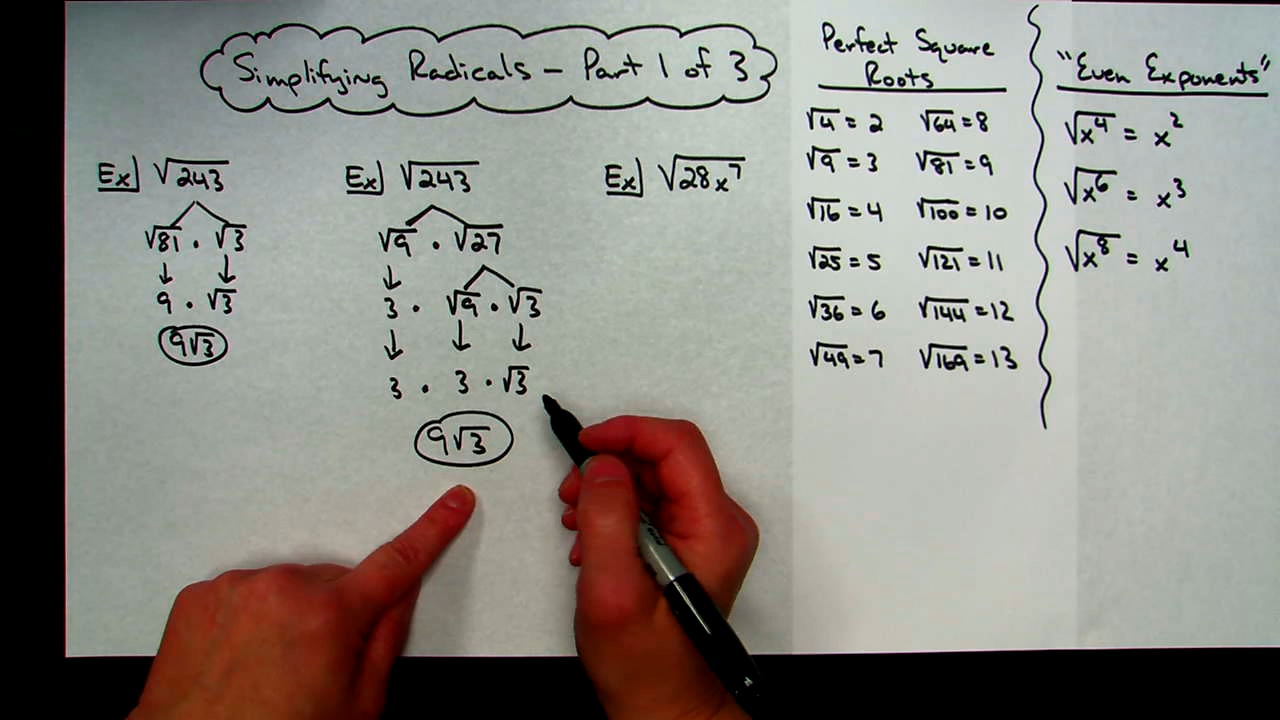 Simplifying Radicals – Part 1 of 3
Ex) √243
√81 · √3
↓ ↓
9 · √3
9√3
Ex) √243
√9 · √27
↓
3 · √9 · √3
↓ ↓ ↓
3 · 3 · √3
9√3
Ex) √28x⁷
Perfect Square
Roots
√4 = 2 √64 = 8
√9 = 3 √81 = 9
√16 = 4 √100 = 10
√25 = 5 √121 = 11
√36 = 6 √144 = 12
√49 = 7 √169 = 13
"Even Exponents"
√x⁴ = x²
√x⁶ = x³
√x⁸ = x⁴